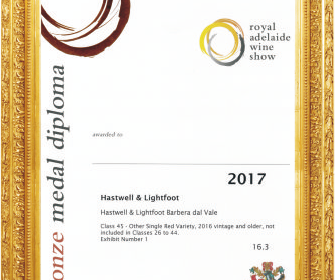 royal
adelaide
wine
show
onze medal diploma
awarded to
2017
Hastwell & Lightfoot
Hastwell & Lightfoot Barbera dal Vale
Class 45 - Other Single Red Variety, 2016 vintage and older:, not
included in Classes 26 to 44.
Exhibit Number 1
16.3